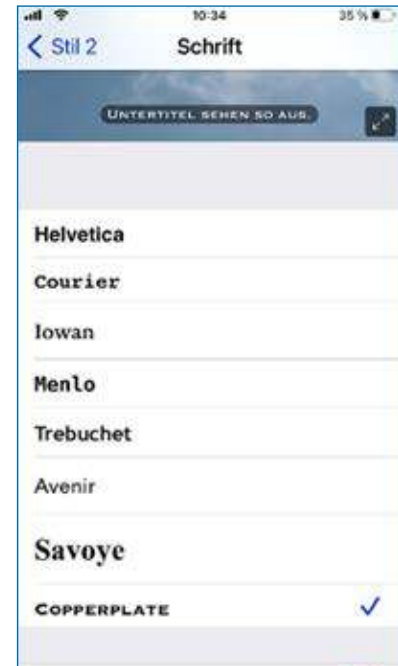 10:34
35 %
Stil 2
Schrift
UNTERTITEL SEHEN SO AUS.
Helvetica
Courier
Iowan
Menlo
Trebuchet
Avenir
Savoye
COPPERPLATE